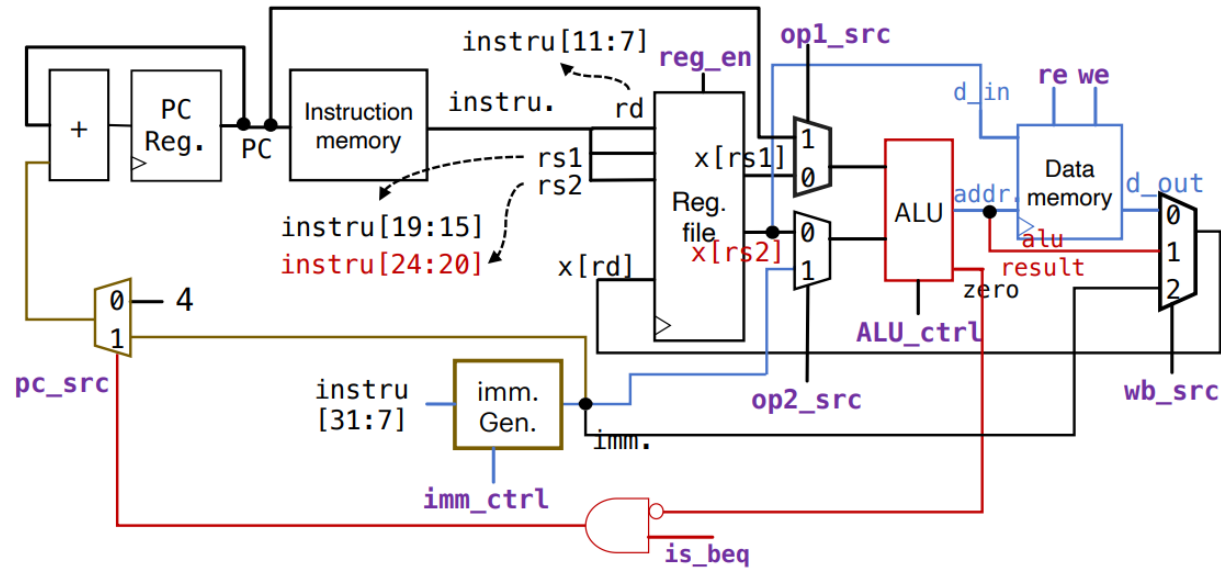 instru[11:7]
op1_src
reg_en
re we
instru.
rd
d_in
+
PC
Reg.
PC
Instruction
memory
rs1
rs2
x[rs1]
1
0
Reg.
file
x[rs2]
0
1
ALU
addr.
Data
memory
d_out
0
1
2
alu
result
zero
instru[19:15]
instru[24:20]
x[rd]
0
1
4
ALU_ctrl
pc_src
instru
[31:7]
imm.
Gen.
imm.
op2_src
wb_src
imm_ctrl
is_beq